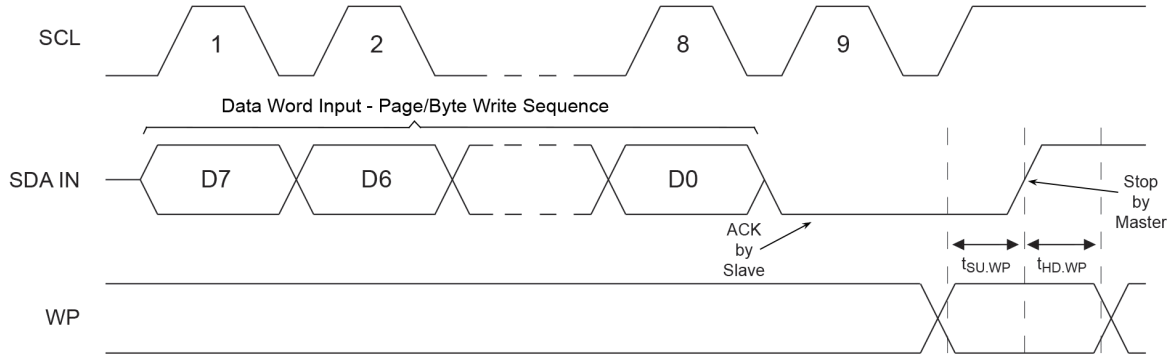 SCL
1
2
8
9
Data Word Input - Page/Byte Write Sequence
SDA IN
D7
D6
D0
ACK
by
Slave
Stop
by
Master
tSU.WP
tHD.WP
WP